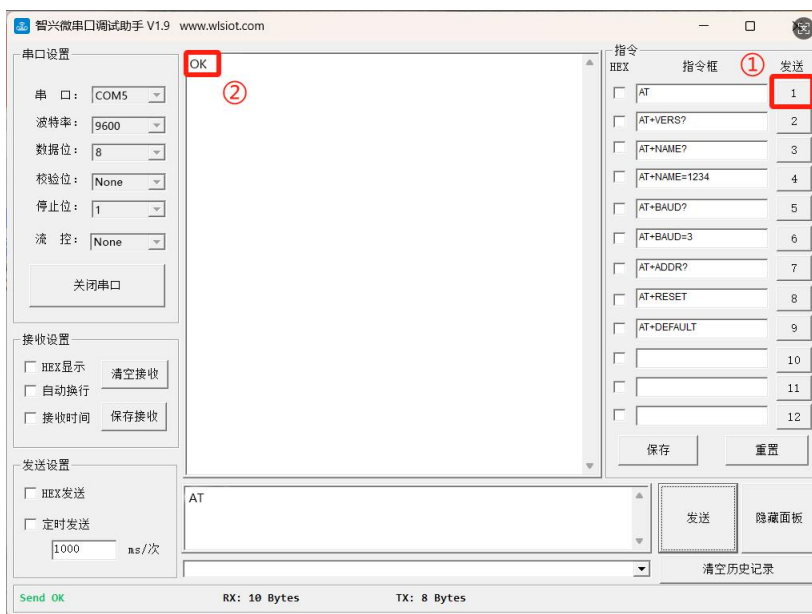 智兴微串口调试助手 V1.9 www.wlsiot.com
串口设置
串 口: COM5
波特率: 9600
数据位: 8
校验位: None
停止位: 1
流 控: None
关闭串口
接收设置
HEX显示
自动换行
接收时间
清空接收
保存接收
发送设置
HEX发送
定时发送
1000 ms/次
OK
②
AT
指令
HEX 指令框 ① 发送
AT 1
AT+VERS? 2
AT+NAME? 3
AT+NAME=1234 4
AT+BAUD? 5
AT+BAUD=3 6
AT+ADDR? 7
AT+RESET 8
AT+DEFAULT 9
10
11
12
保存 重置
发送 隐藏面板
清空历史记录
Send OK RX: 10 Bytes TX: 8 Bytes